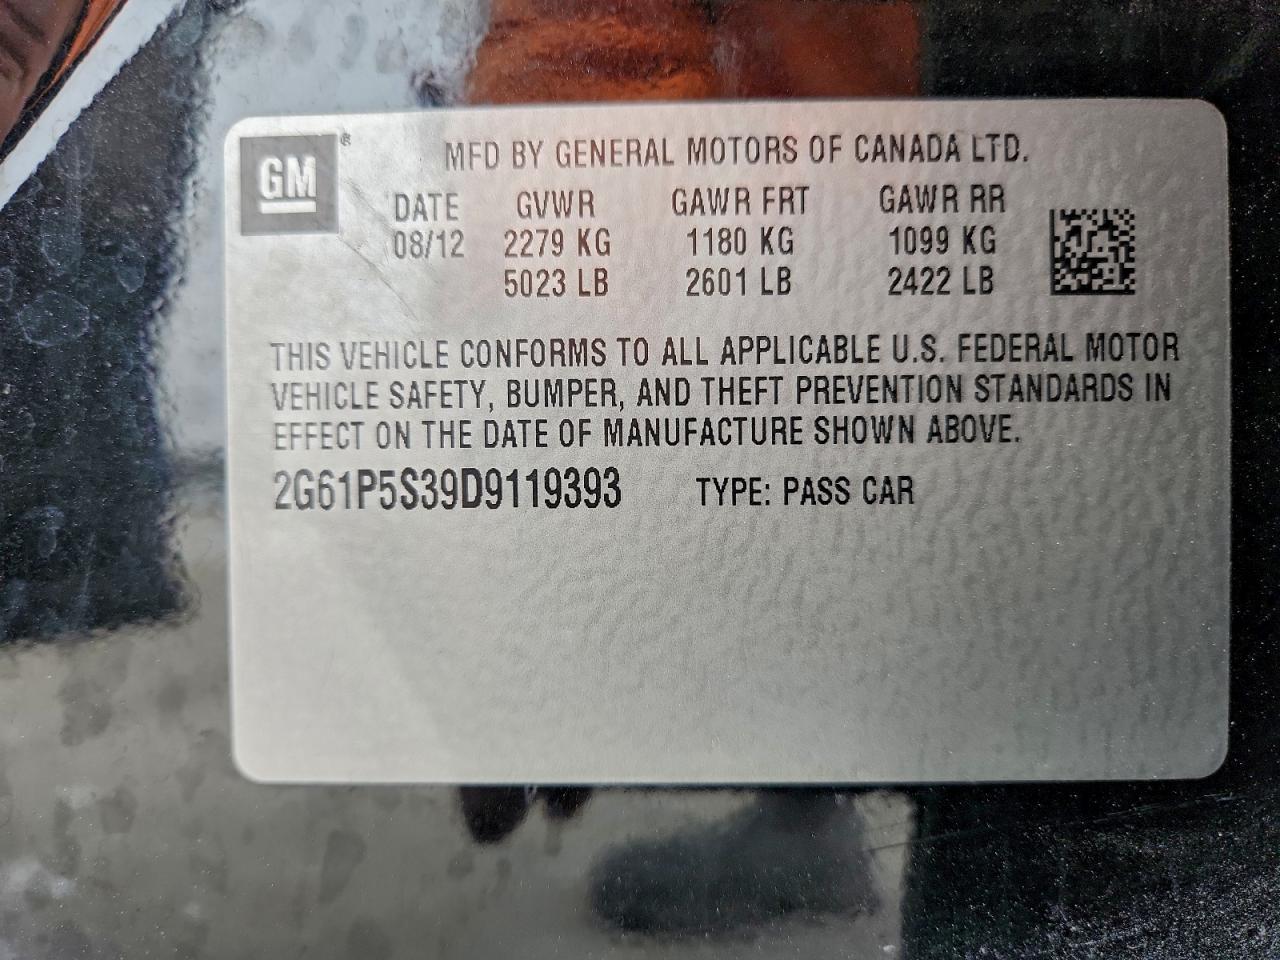 GM®
MFD BY GENERAL MOTORS OF CANADA LTD.
DATE GVWR GAWR FRT GAWR RR
08/12 2279 KG 1180 KG 1099 KG
5023 LB 2601 LB 2422 LB
THIS VEHICLE CONFORMS TO ALL APPLICABLE U.S. FEDERAL MOTOR
VEHICLE SAFETY, BUMPER, AND THEFT PREVENTION STANDARDS IN
EFFECT ON THE DATE OF MANUFACTURE SHOWN ABOVE.
2G61P5S39D9119393 TYPE: PASS CAR